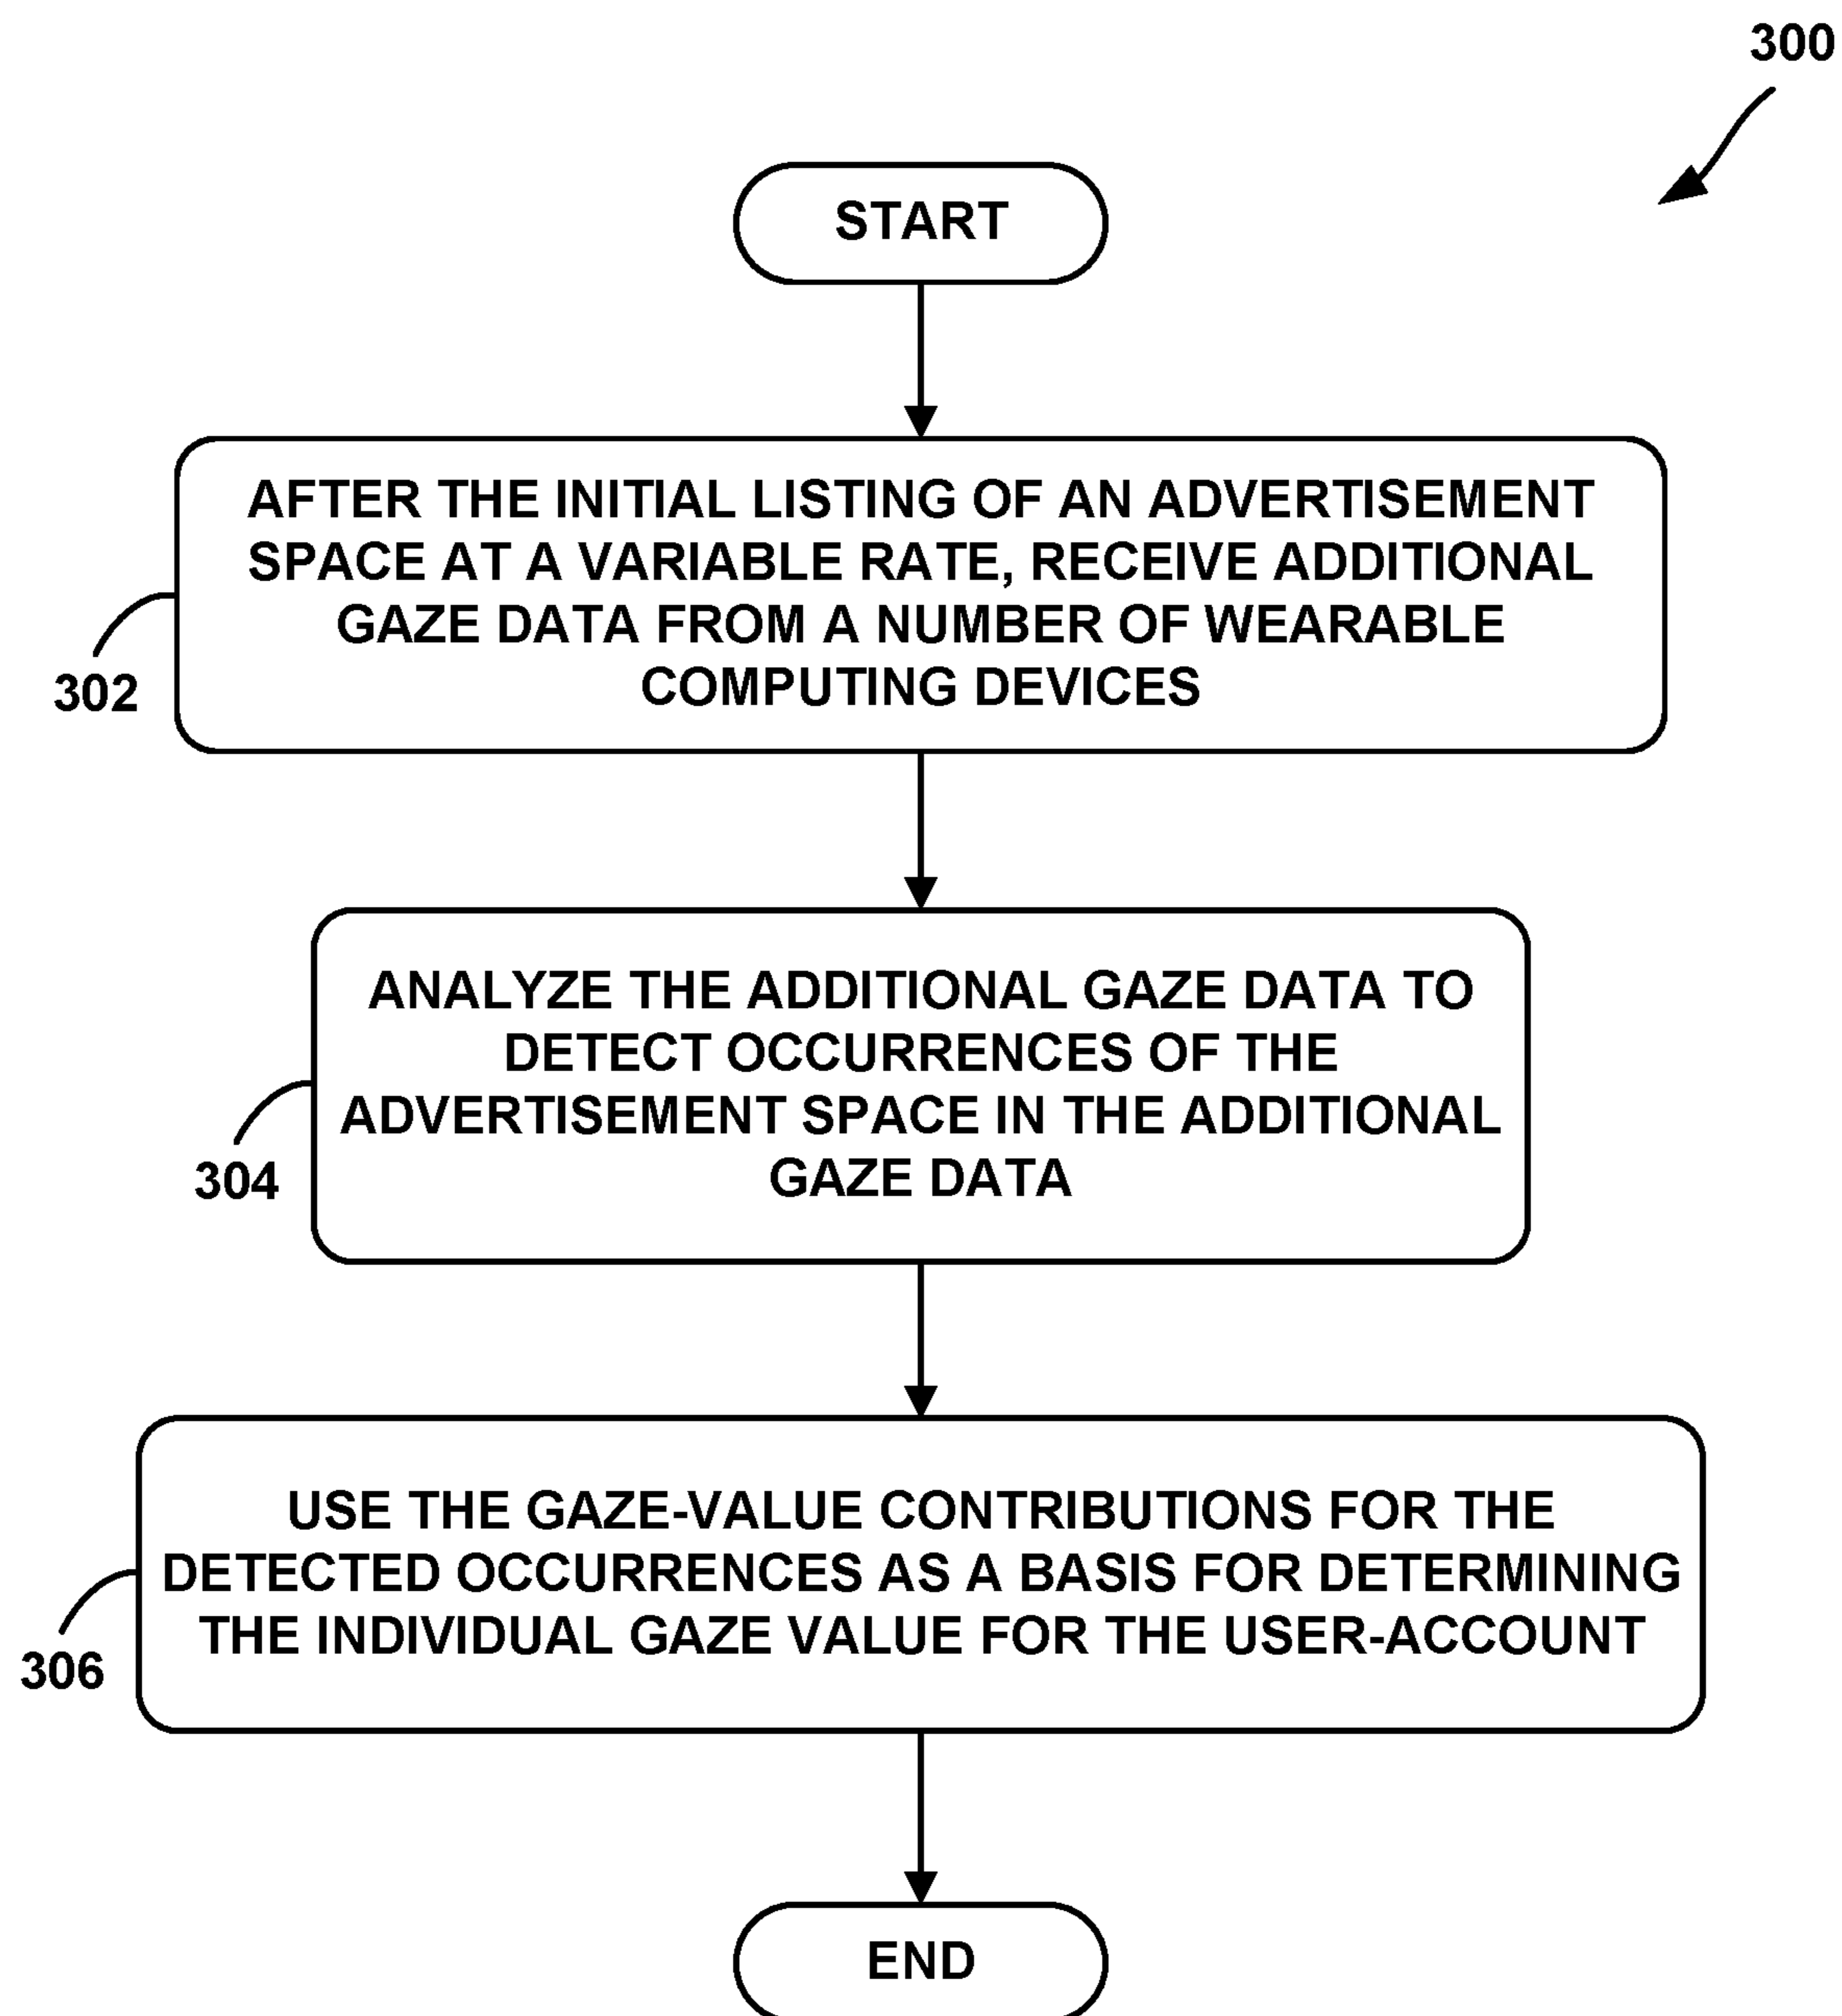 300
START
AFTER THE INITIAL LISTING OF AN ADVERTISEMENT
SPACE AT A VARIABLE RATE, RECEIVE ADDITIONAL
GAZE DATA FROM A NUMBER OF WEARABLE
COMPUTING DEVICES
302
ANALYZE THE ADDITIONAL GAZE DATA TO
DETECT OCCURRENCES OF THE
ADVERTISEMENT SPACE IN THE ADDITIONAL
GAZE DATA
304
USE THE GAZE-VALUE CONTRIBUTIONS FOR THE
DETECTED OCCURRENCES AS A BASIS FOR DETERMINING
THE INDIVIDUAL GAZE VALUE FOR THE USER-ACCOUNT
306
END